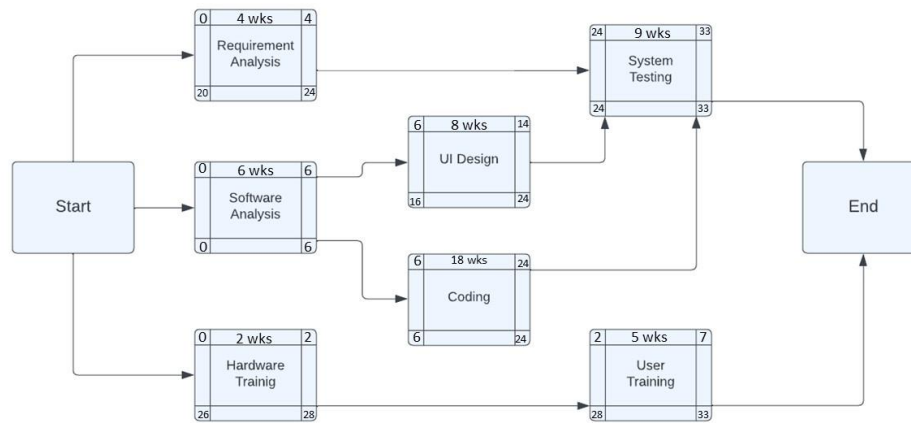 Start
0 4 wks 4
Requirement
Analysis
20 24
0 6 wks 6
Software
Analysis
0 6
0 2 wks 2
Hardware
Trainig
26 28
6 8 wks 14
UI Design
16 24
6 18 wks 24
Coding
6 24
24 9 wks 33
System
Testing
24 33
2 5 wks 7
User
Training
28 33
End